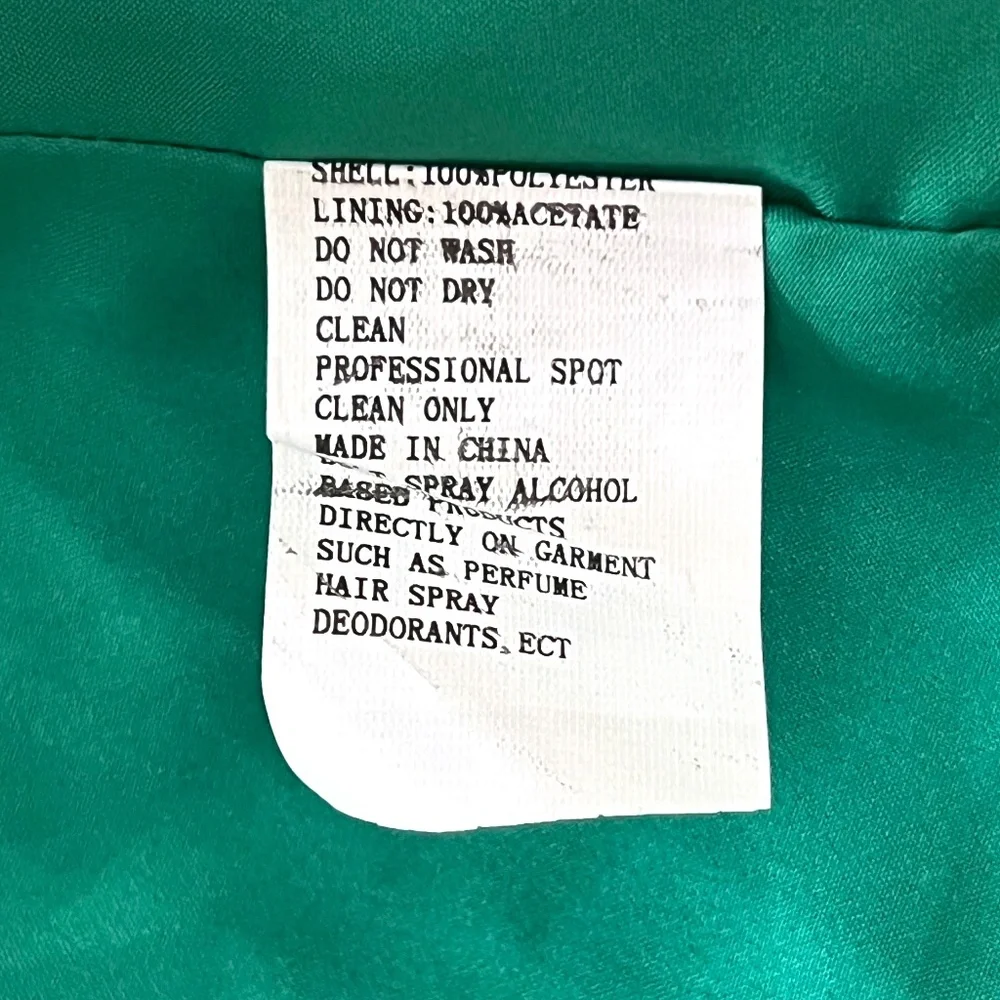 SHELL:100%POLYESTER
LINING:100%ACETATE
DO NOT WASH
DO NOT DRY
CLEAN
PROFESSIONAL SPOT
CLEAN ONLY
MADE IN CHINA
SPRAY ALCOHOL
BASED PRODUCTS
DIRECTLY ON GARMENT
SUCH AS PERFUME
HAIR SPRAY
DEODORANTS, ECT